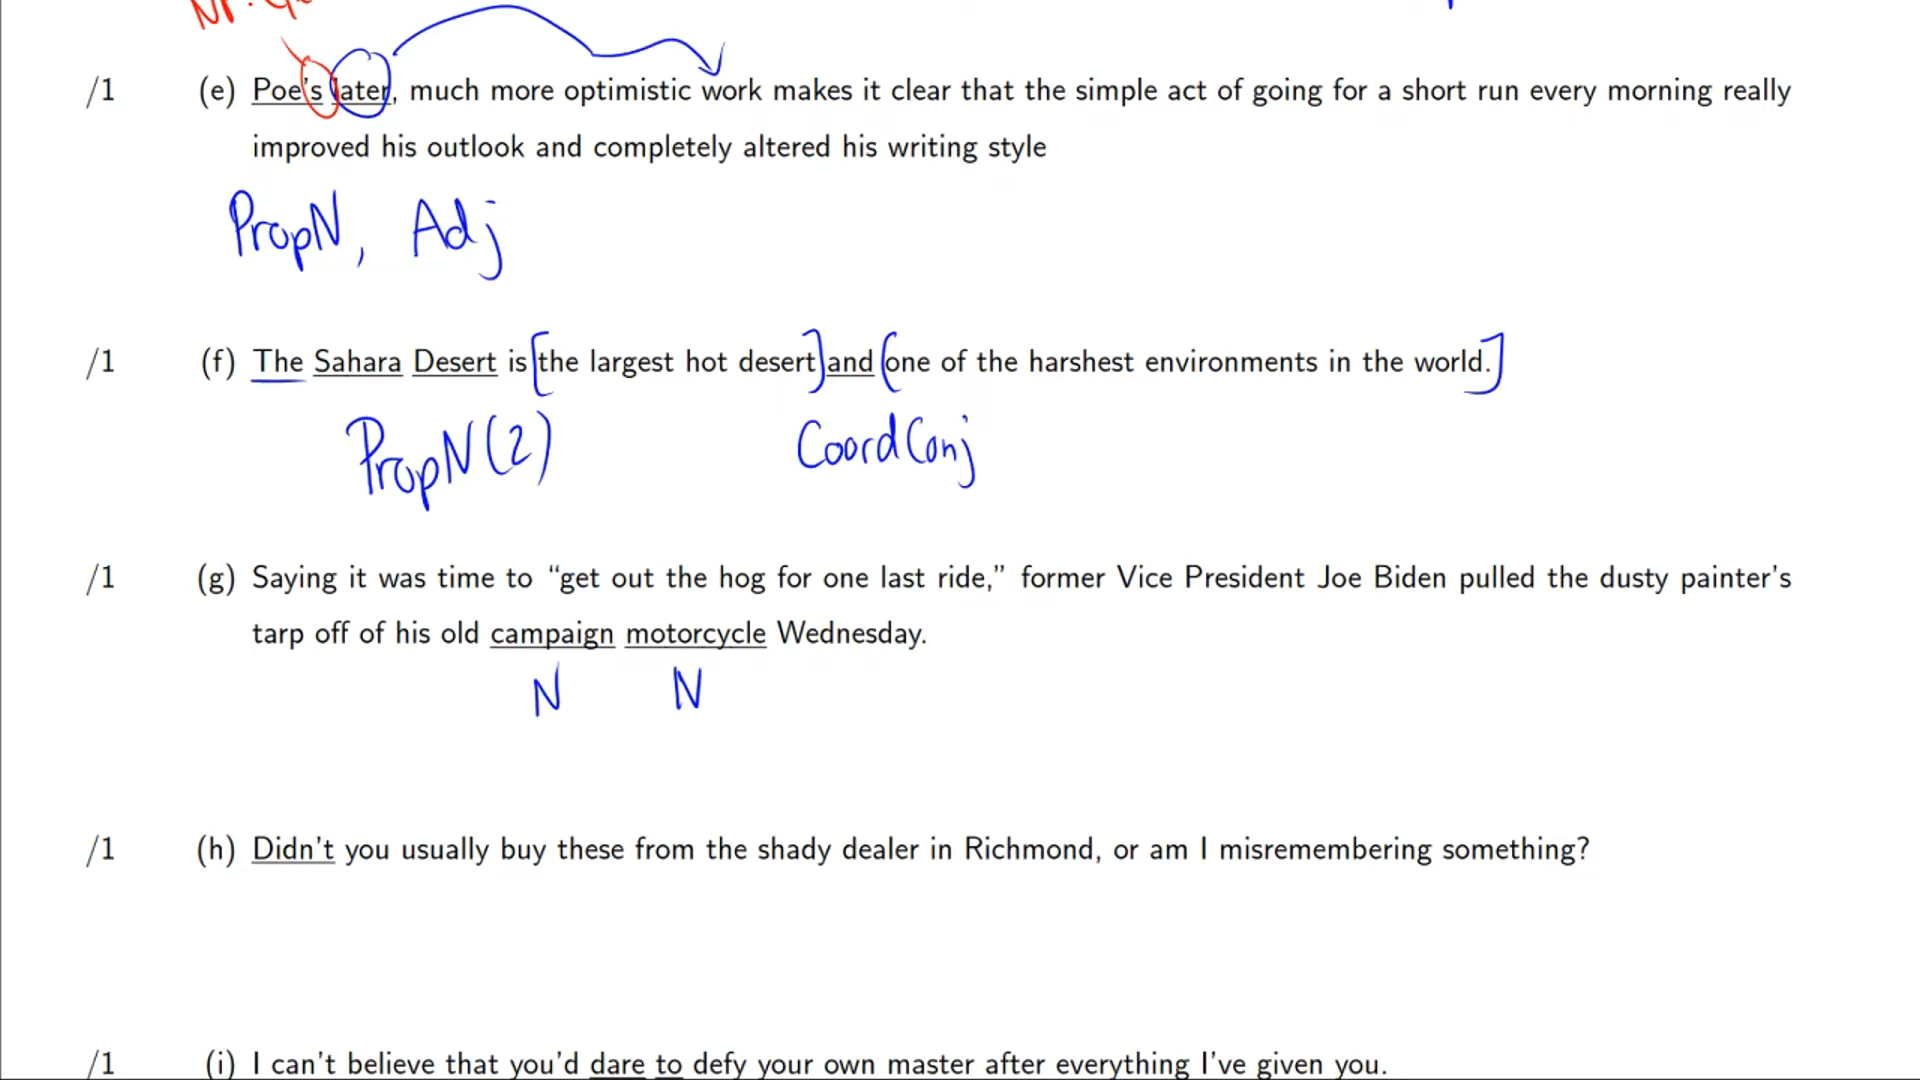 /1 (e) Poe's later, much more optimistic work makes it clear that the simple act of going for a short run every morning really
improved his outlook and completely altered his writing style
PropN, Adj
/1 (f) The Sahara Desert is [the largest hot desert] and [one of the harshest environments in the world.]
PropN(2) CoordConj
/1 (g) Saying it was time to “get out the hog for one last ride,” former Vice President Joe Biden pulled the dusty painter's
tarp off of his old campaign motorcycle Wednesday.
N N
/1 (h) Didn't you usually buy these from the shady dealer in Richmond, or am I misremembering something?
/1 (i) I can't believe that you'd dare to defy your own master after everything I've given you.